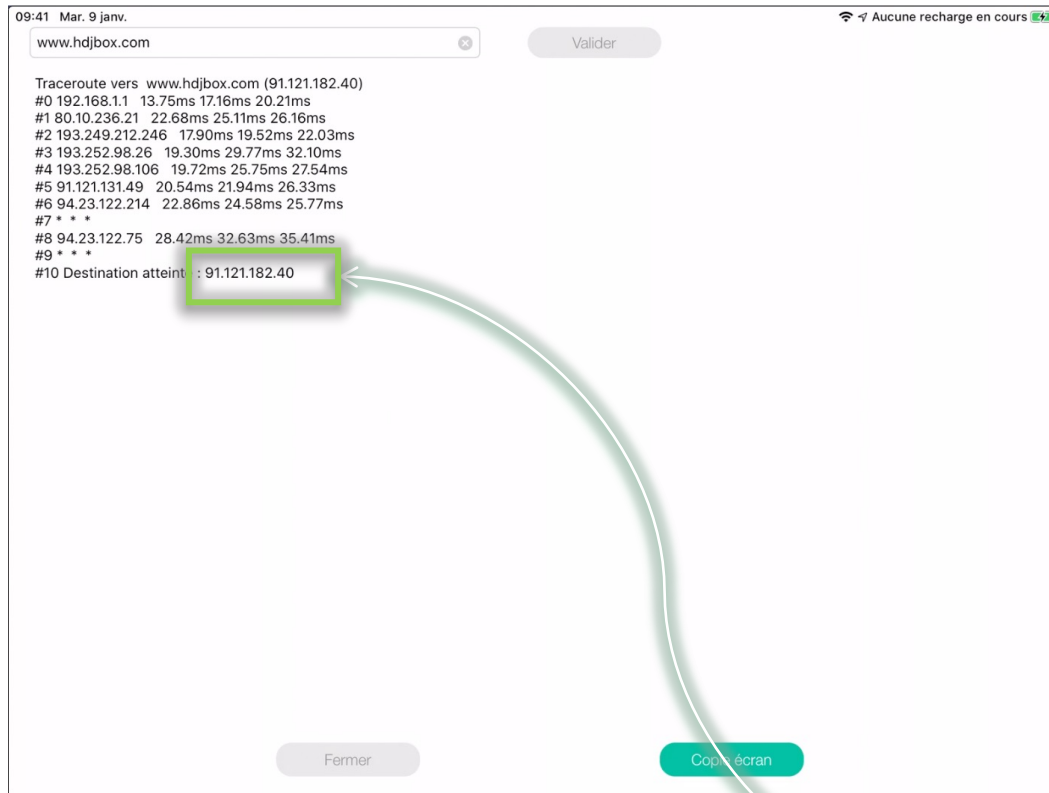 09:41 Mar. 9 janv. Aucune recharge en cours
www.hdjbox.com Valider
Traceroute vers www.hdjbox.com (91.121.182.40)
#0 192.168.1.1 13.75ms 17.16ms 20.21ms
#1 80.10.236.21 22.68ms 25.11ms 26.16ms
#2 193.249.212.246 17.90ms 19.52ms 22.03ms
#3 193.252.98.26 19.30ms 29.77ms 32.10ms
#4 193.252.98.106 19.72ms 25.75ms 27.54ms
#5 91.121.131.49 20.54ms 21.94ms 26.33ms
#6 94.23.122.214 22.86ms 24.58ms 25.77ms
#7 * * *
#8 94.23.122.75 28.42ms 32.63ms 35.41ms
#9 * * *
#10 Destination atteinte : 91.121.182.40
Fermer Copie écran